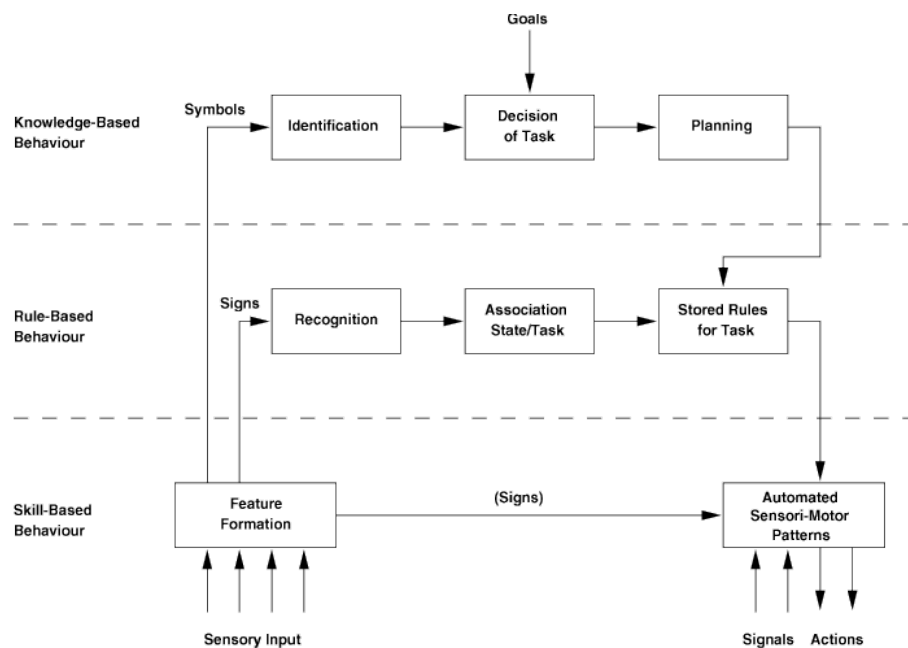 Goals
Symbols
Knowledge-Based
Behaviour
Identification
Decision
of Task
Planning
Signs
Rule-Based
Behaviour
Recognition
Association
State/Task
Stored Rules
for Task
Skill-Based
Behaviour
Feature
Formation
(Signs)
Automated
Sensori-Motor
Patterns
Sensory Input
Signals
Actions